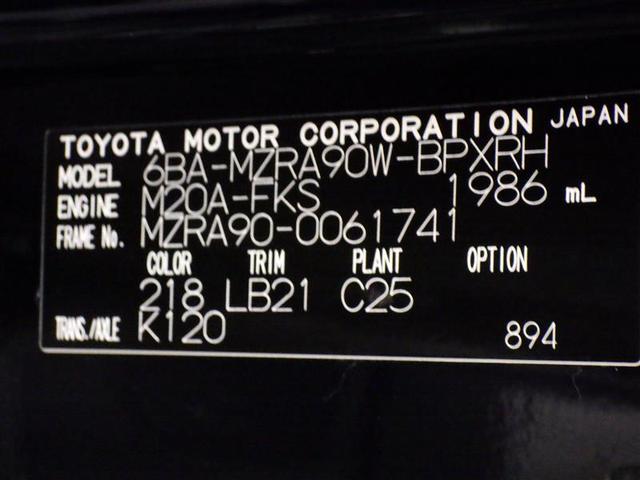 TOYOTA MOTOR CORPORATION JAPAN
MODEL 6BA-MZRA90W-BPXRH
ENGINE M20A-FKS 1986 mL
FRAME No. MZRA90-0061741
COLOR TRIM PLANT OPTION
218 LB21 C25
TRANS./AXLE K120 894